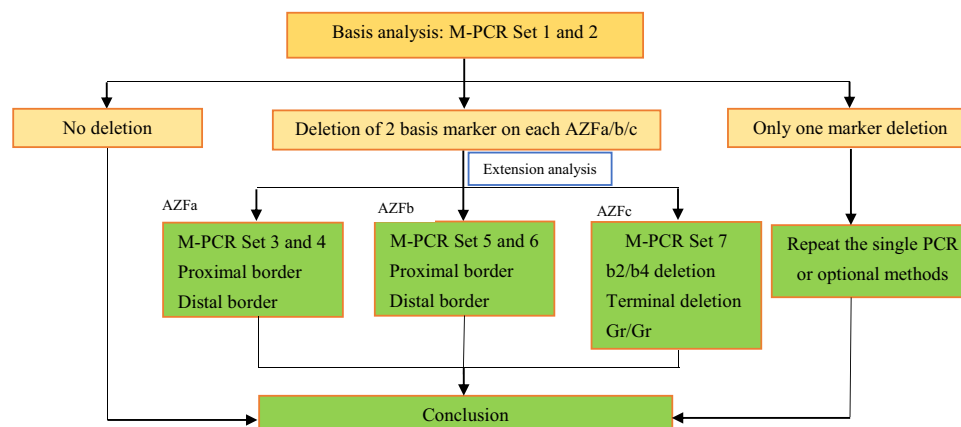 Basis analysis: M-PCR Set 1 and 2
No deletion
Deletion of 2 basis marker on each AZFa/b/c
Only one marker deletion
Extension analysis
AZFa
AZFb
AZFc
M-PCR Set 3 and 4
Proximal border
Distal border
M-PCR Set 5 and 6
Proximal border
Distal border
M-PCR Set 7
b2/b4 deletion
Terminal deletion
Gr/Gr
Repeat the single PCR
or optional methods
Conclusion